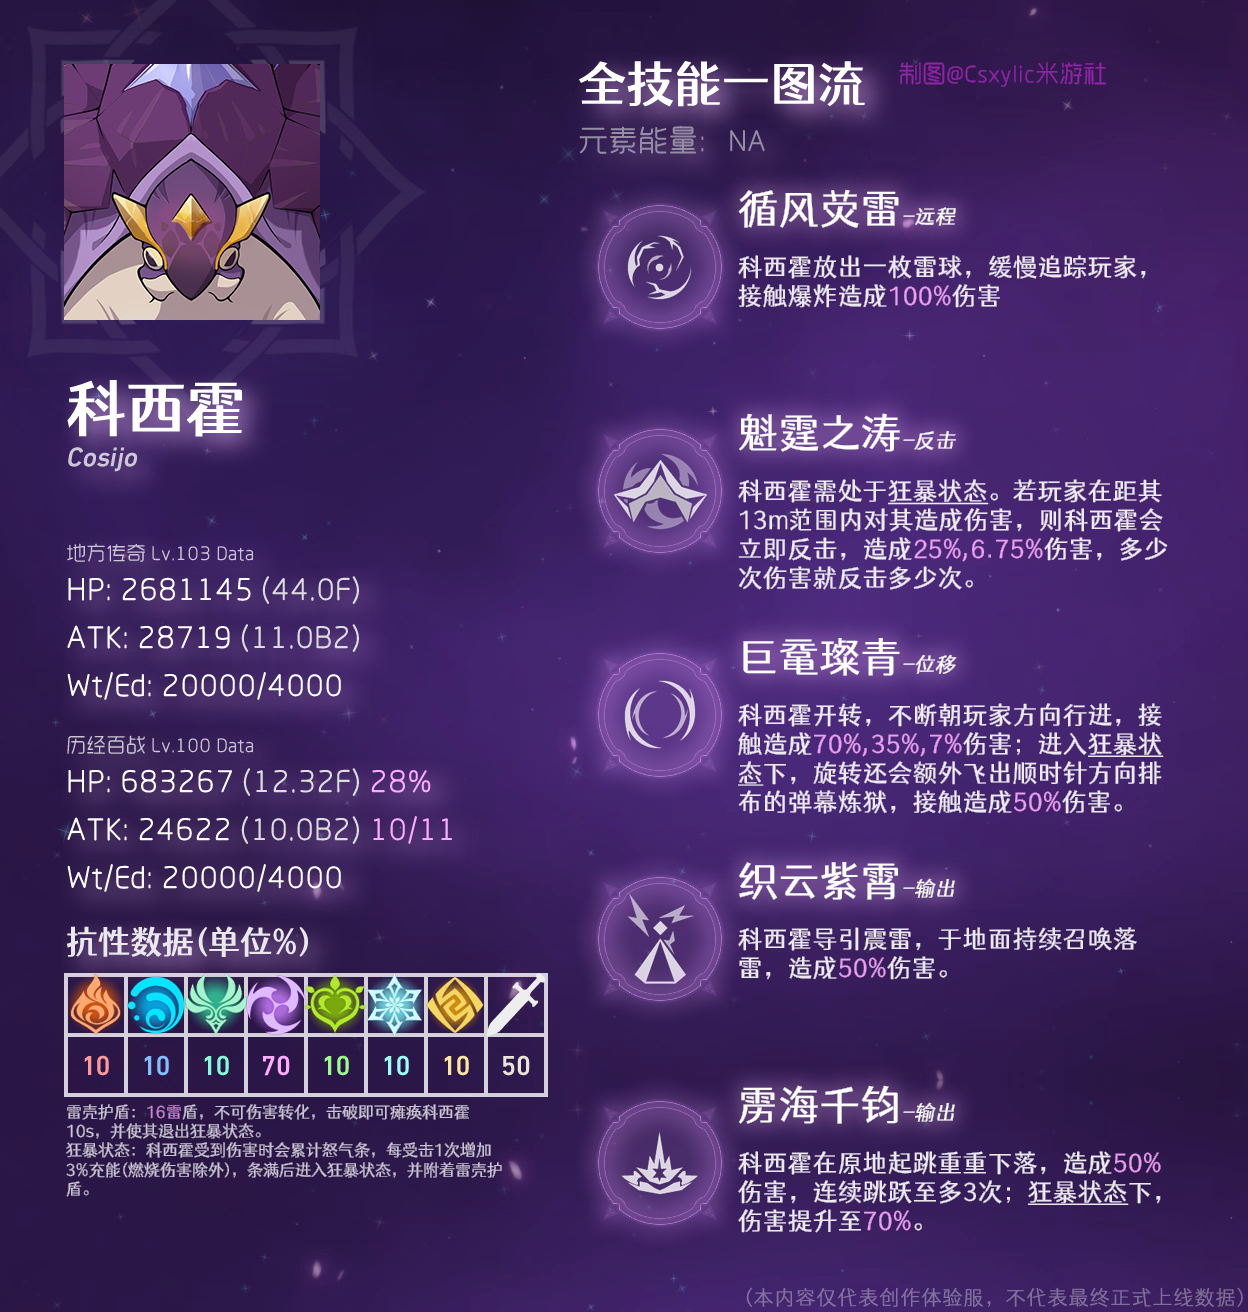 全技能一图流
制图@Csxylic米游社
元素能量： NA
科西霍
Cosijo
地方传奇 Lv.103 Data
HP: 2681145 (44.0F)
ATK: 28719 (11.0B2)
Wt/Ed: 20000/4000
历经百战 Lv.100 Data
HP: 683267 (12.32F) 28%
ATK: 24622 (10.0B2) 10/11
Wt/Ed: 20000/4000
抗性数据(单位%)
10 10 10 70 10 10 10 50
雷壳护盾：16雷盾，不可伤害转化，击破即可瘫痪科西霍
10s，并使其退出狂暴状态。
狂暴状态：科西霍受到伤害时会累计怒气条，每受击1次增加
3%充能(燃烧伤害除外)，条满后进入狂暴状态，并附着雷壳护
盾。
循风荧雷–远程
科西霍放出一枚雷球，缓慢追踪玩家，
接触爆炸造成100%伤害
魁霆之涛–反击
科西霍需处于狂暴状态。若玩家在距其
13m范围内对其造成伤害，则科西霍会
立即反击，造成25%,6.75%伤害，多少
次伤害就反击多少次。
巨鼋璨青–位移
科西霍开转，不断朝玩家方向行进，接
触造成70%,35%,7%伤害；进入狂暴状
态下，旋转还会额外飞出顺时针方向排
布的弹幕炼狱，接触造成50%伤害。
织云紫霄–输出
科西霍导引震雷，于地面持续召唤落
雷，造成50%伤害。
雳海千钧–输出
科西霍在原地起跳重重下落，造成50%
伤害，连续跳跃至多3次；狂暴状态下，
伤害提升至70%。
(本内容仅代表创作体验服，不代表最终正式上线数据)